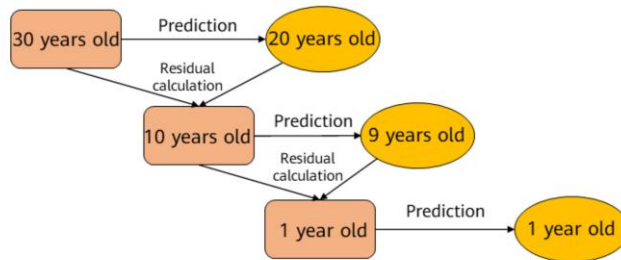 Prediction
30 years old
20 years old
Residual
calculation
Prediction
10 years old
9 years old
Residual
calculation
Prediction
1 year old
1 year old